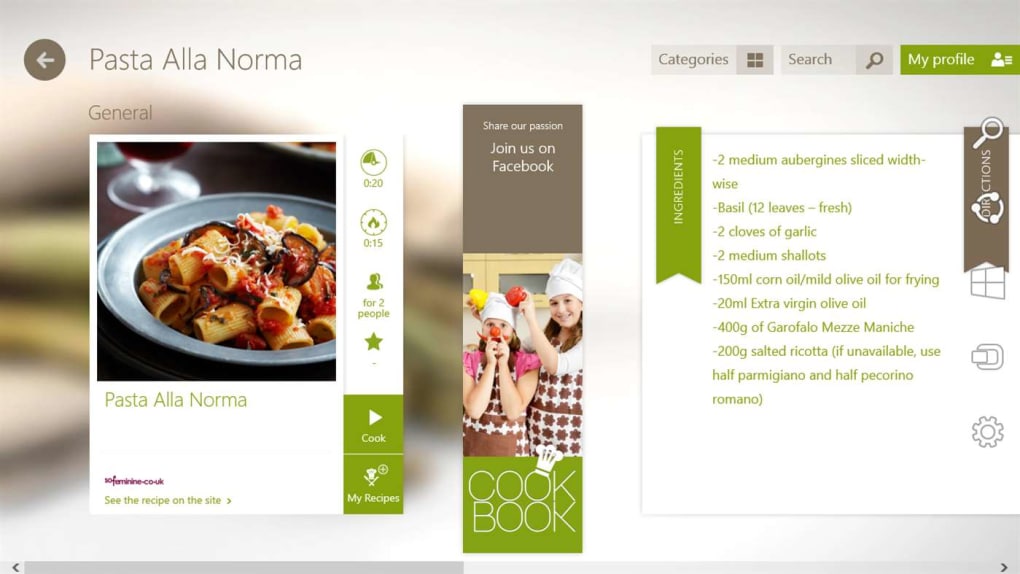 Pasta Alla Norma
Categories
Search
My profile
General
0:20
0:15
for 2
people
-
Cook
My Recipes
Pasta Alla Norma
sofeminine-co-uk
See the recipe on the site >
Share our passion
Join us on
Facebook
COOK
BOOK
INGREDIENTS
-2 medium aubergines sliced width-
wise
-Basil (12 leaves – fresh)
-2 cloves of garlic
-2 medium shallots
-150ml corn oil/mild olive oil for frying
-20ml Extra virgin olive oil
-400g of Garofalo Mezze Maniche
-200g salted ricotta (if unavailable, use
half parmigiano and half pecorino
romano)
DIRECTIONS